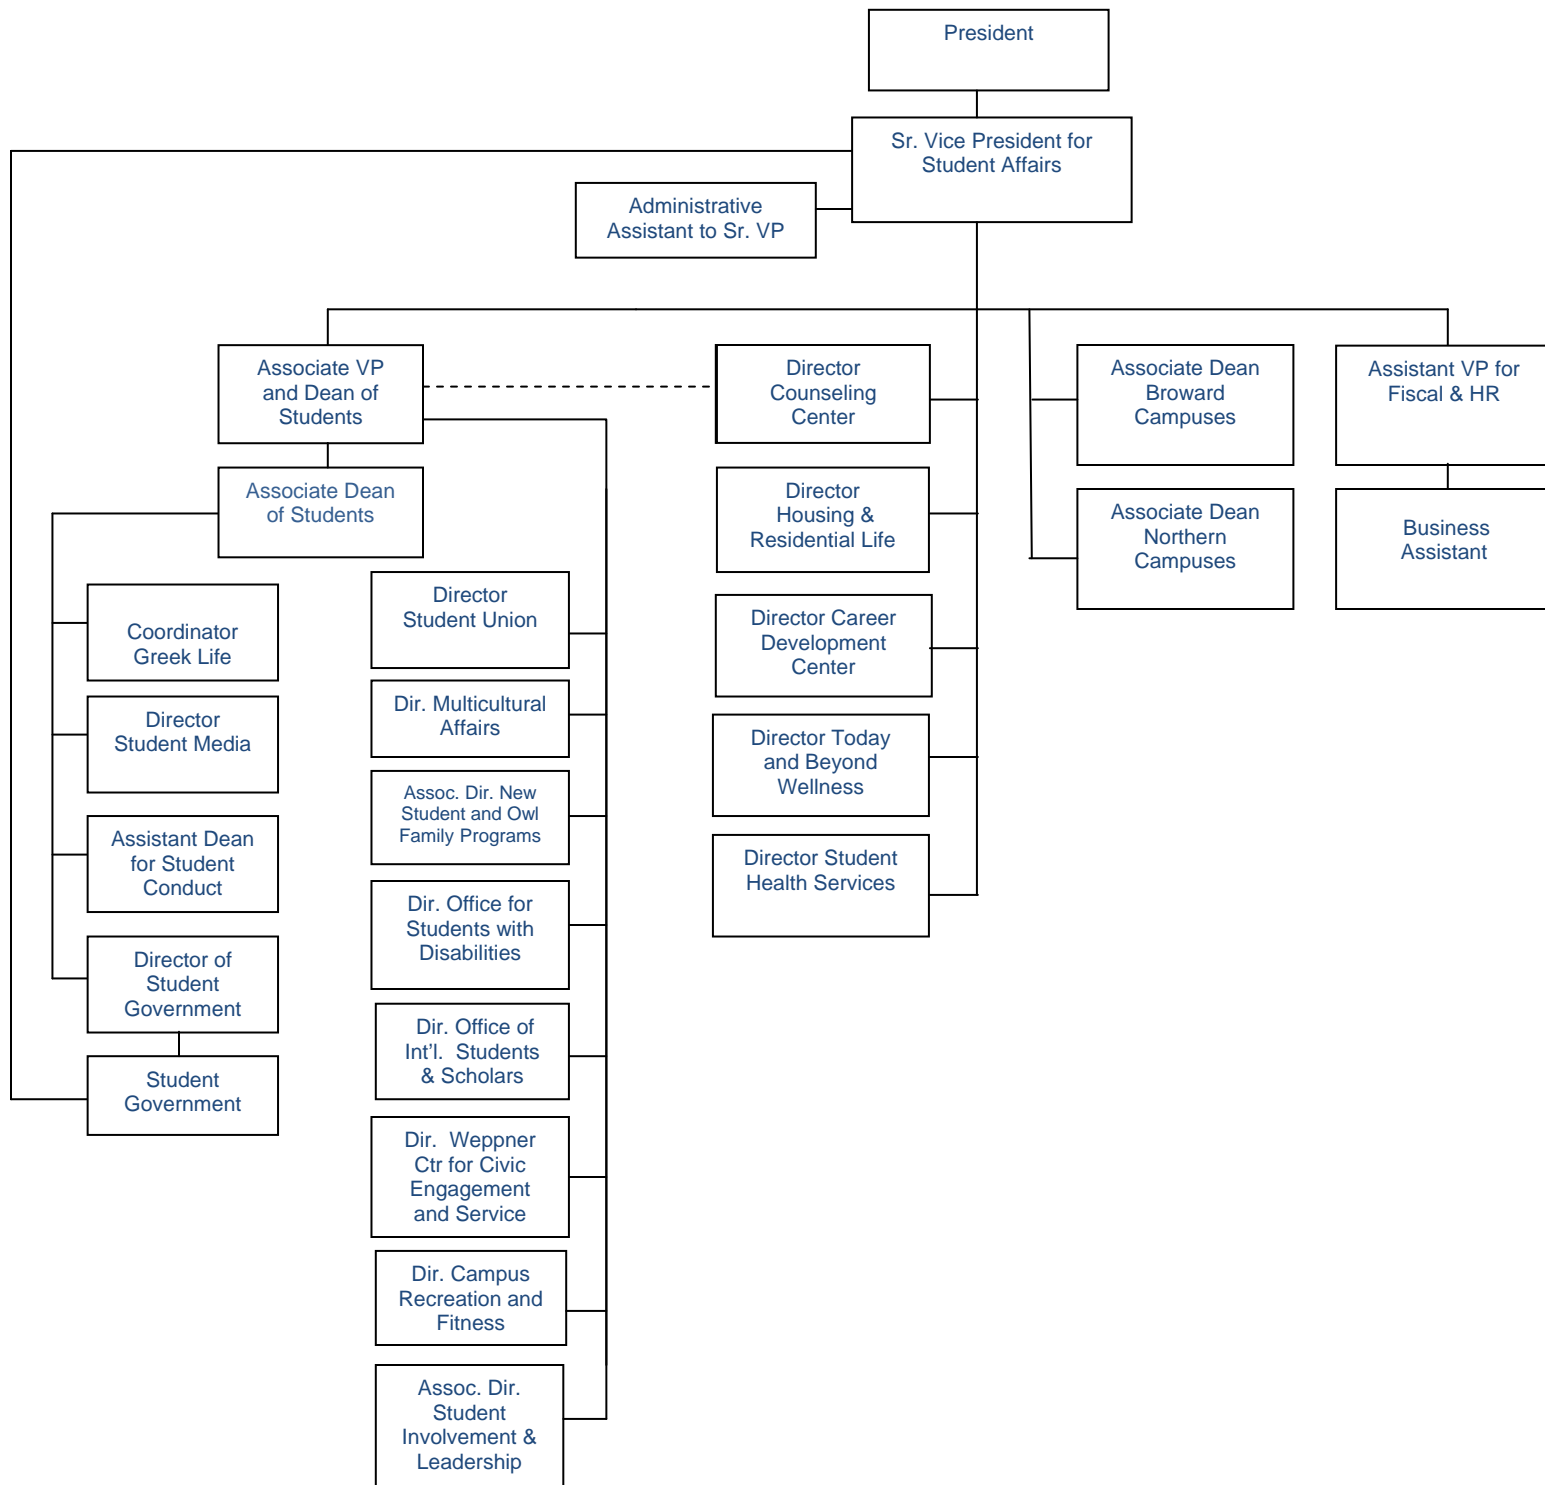 President
Sr. Vice President for
Student Affairs
Administrative
Assistant to Sr. VP
Associate VP
and Dean of
Students
Director
Counseling
Center
Associate Dean
Broward
Campuses
Assistant VP for
Fiscal & HR
Associate Dean
of Students
Director
Housing &
Residential Life
Associate Dean
Northern
Campuses
Business
Assistant
Coordinator
Greek Life
Director
Student Media
Assistant Dean
for Student
Conduct
Director of
Student
Government
Student
Government
Director
Student Union
Dir. Multicultural
Affairs
Assoc. Dir. New
Student and Owl
Family Programs
Dir. Office for
Students with
Disabilities
Dir. Office of
Int’l. Students
& Scholars
Dir. Weppner
Ctr for Civic
Engagement
and Service
Dir. Campus
Recreation and
Fitness
Assoc. Dir.
Student
Involvement &
Leadership
Director Career
Development
Center
Director Today
and Beyond
Wellness
Director Student
Health Services